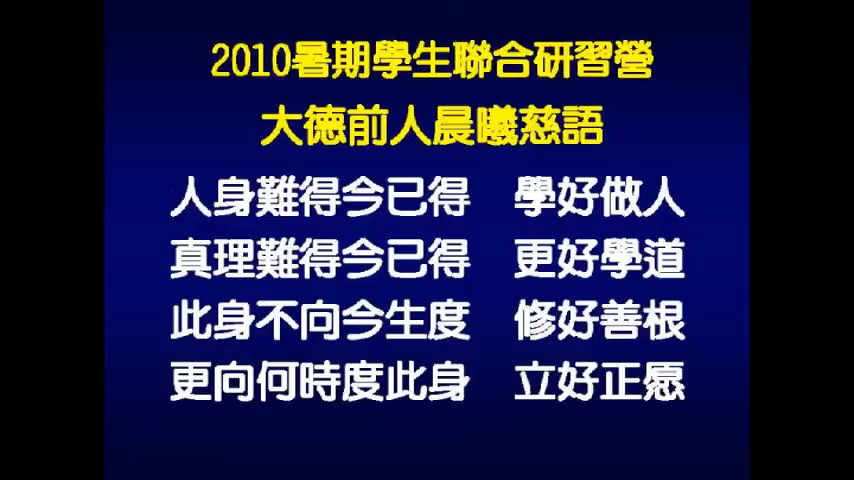 2010暑期學生聯合研習營
大德前人晨曦慈語
人身難得今已得 學好做人
真理難得今已得 更好學道
此身不向今生度 修好善根
更向何時度此身 立好正愿